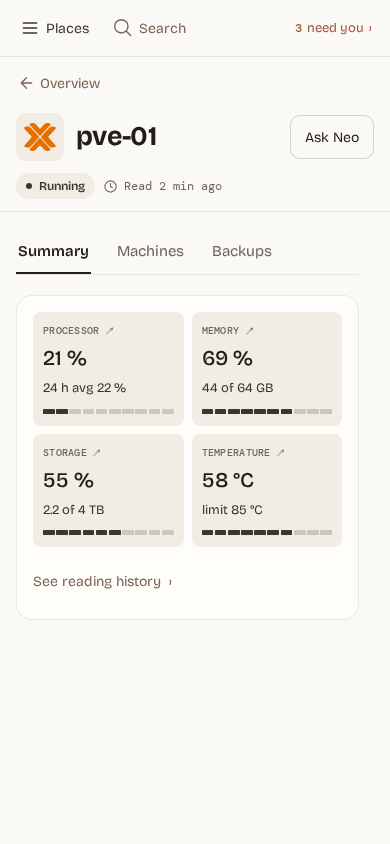 Places Search 3 need you ›
← Overview
pve-01
Ask Neo
Running Read 2 min ago
Summary Machines Backups
PROCESSOR ↗
21 %
24 h avg 22 %
MEMORY ↗
69 %
44 of 64 GB
STORAGE ↗
55 %
2.2 of 4 TB
TEMPERATURE ↗
58 °C
limit 85 °C
See reading history ›